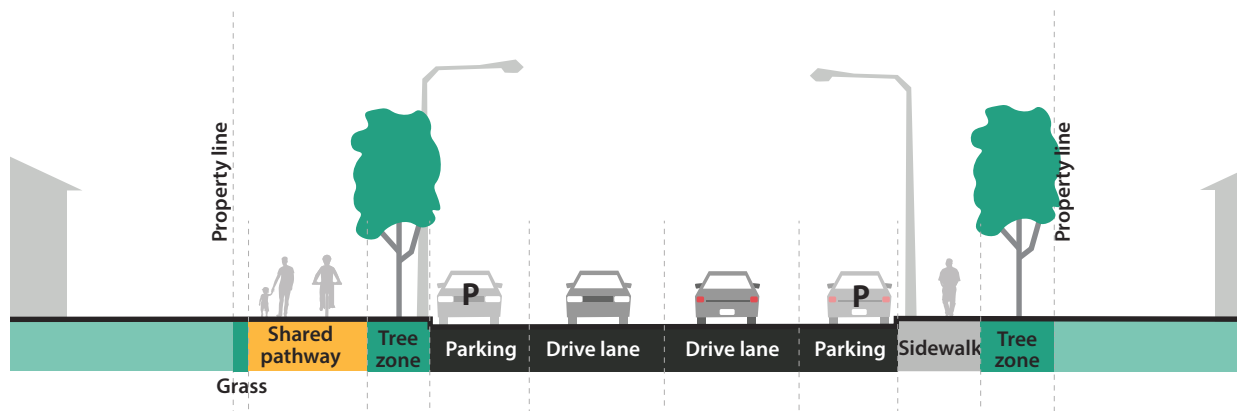 Property line
Property line
P
P
Shared
pathway
Tree
zone
Parking
Drive lane
Drive lane
Parking
Sidewalk
Tree
zone
Grass